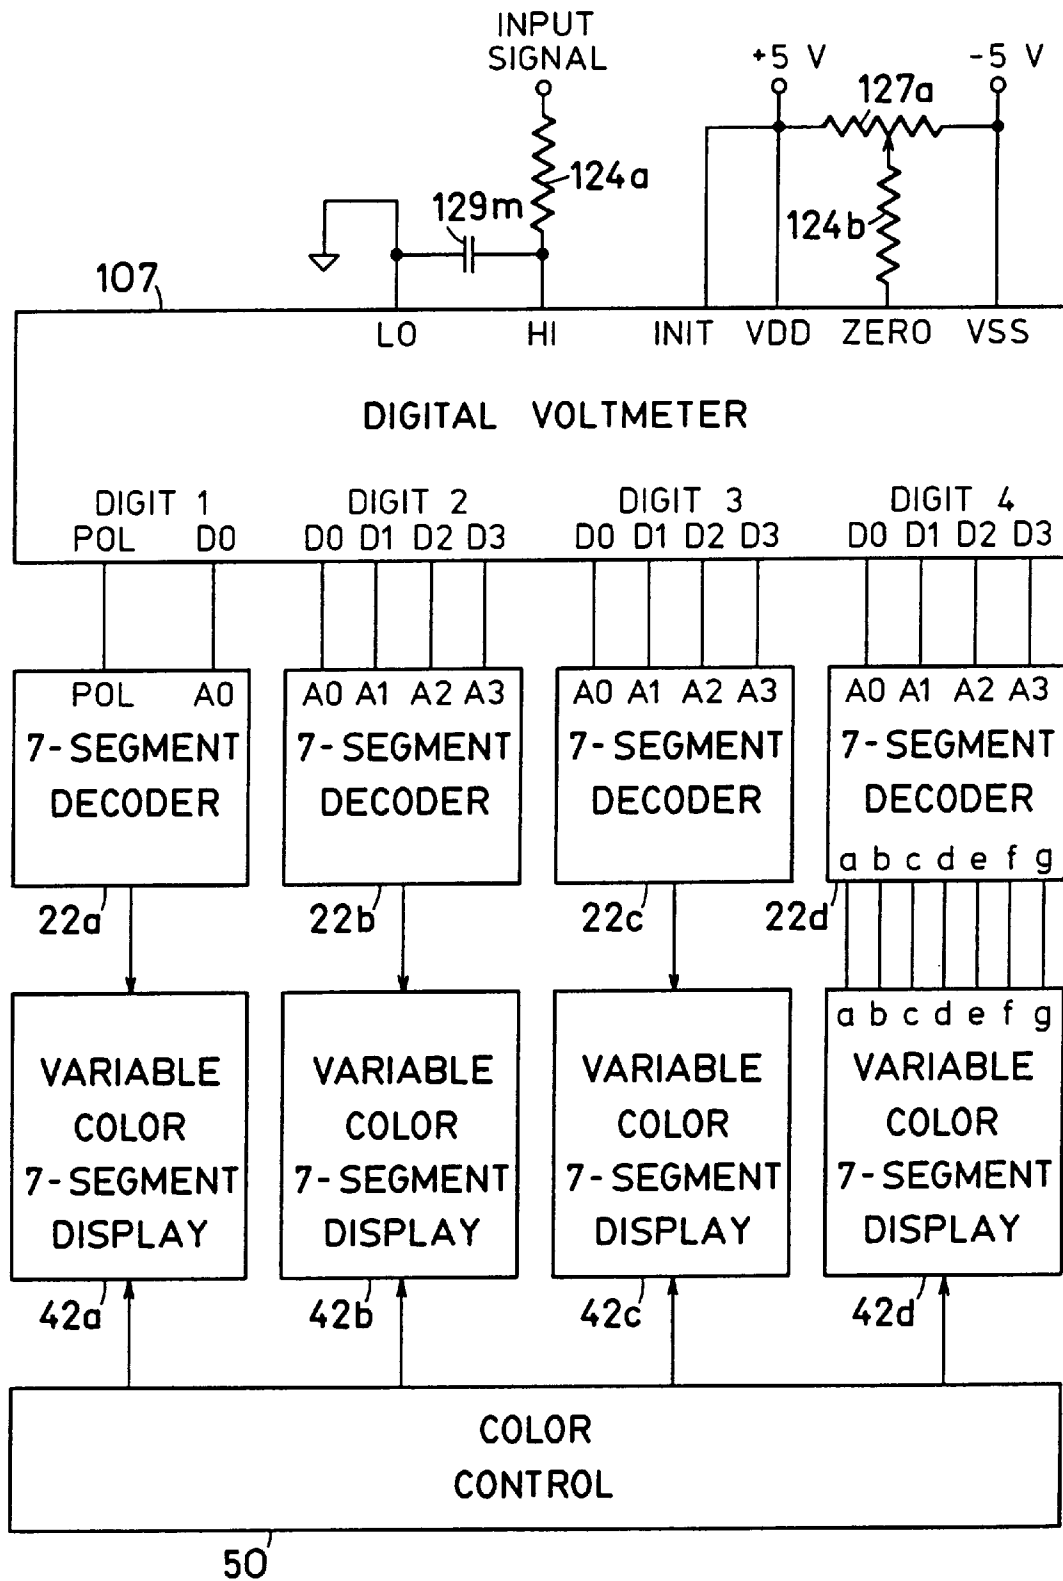 INPUT
SIGNAL
+5 V
-5 V
127a
124a
129m
124b
107
LO HI INIT VDD ZERO VSS
DIGITAL VOLTMETER
DIGIT 1 DIGIT 2 DIGIT 3 DIGIT 4
POL D0 D0 D1 D2 D3 D0 D1 D2 D3 D0 D1 D2 D3
POL A0 A0 A1 A2 A3 A0 A1 A2 A3 A0 A1 A2 A3
7-SEGMENT 7-SEGMENT 7-SEGMENT 7-SEGMENT
DECODER DECODER DECODER DECODER
a b c d e f g
22a 22b 22c 22d
a b c d e f g
VARIABLE VARIABLE VARIABLE VARIABLE
COLOR COLOR COLOR COLOR
7-SEGMENT 7-SEGMENT 7-SEGMENT 7-SEGMENT
DISPLAY DISPLAY DISPLAY DISPLAY
42a 42b 42c 42d
COLOR
CONTROL
50